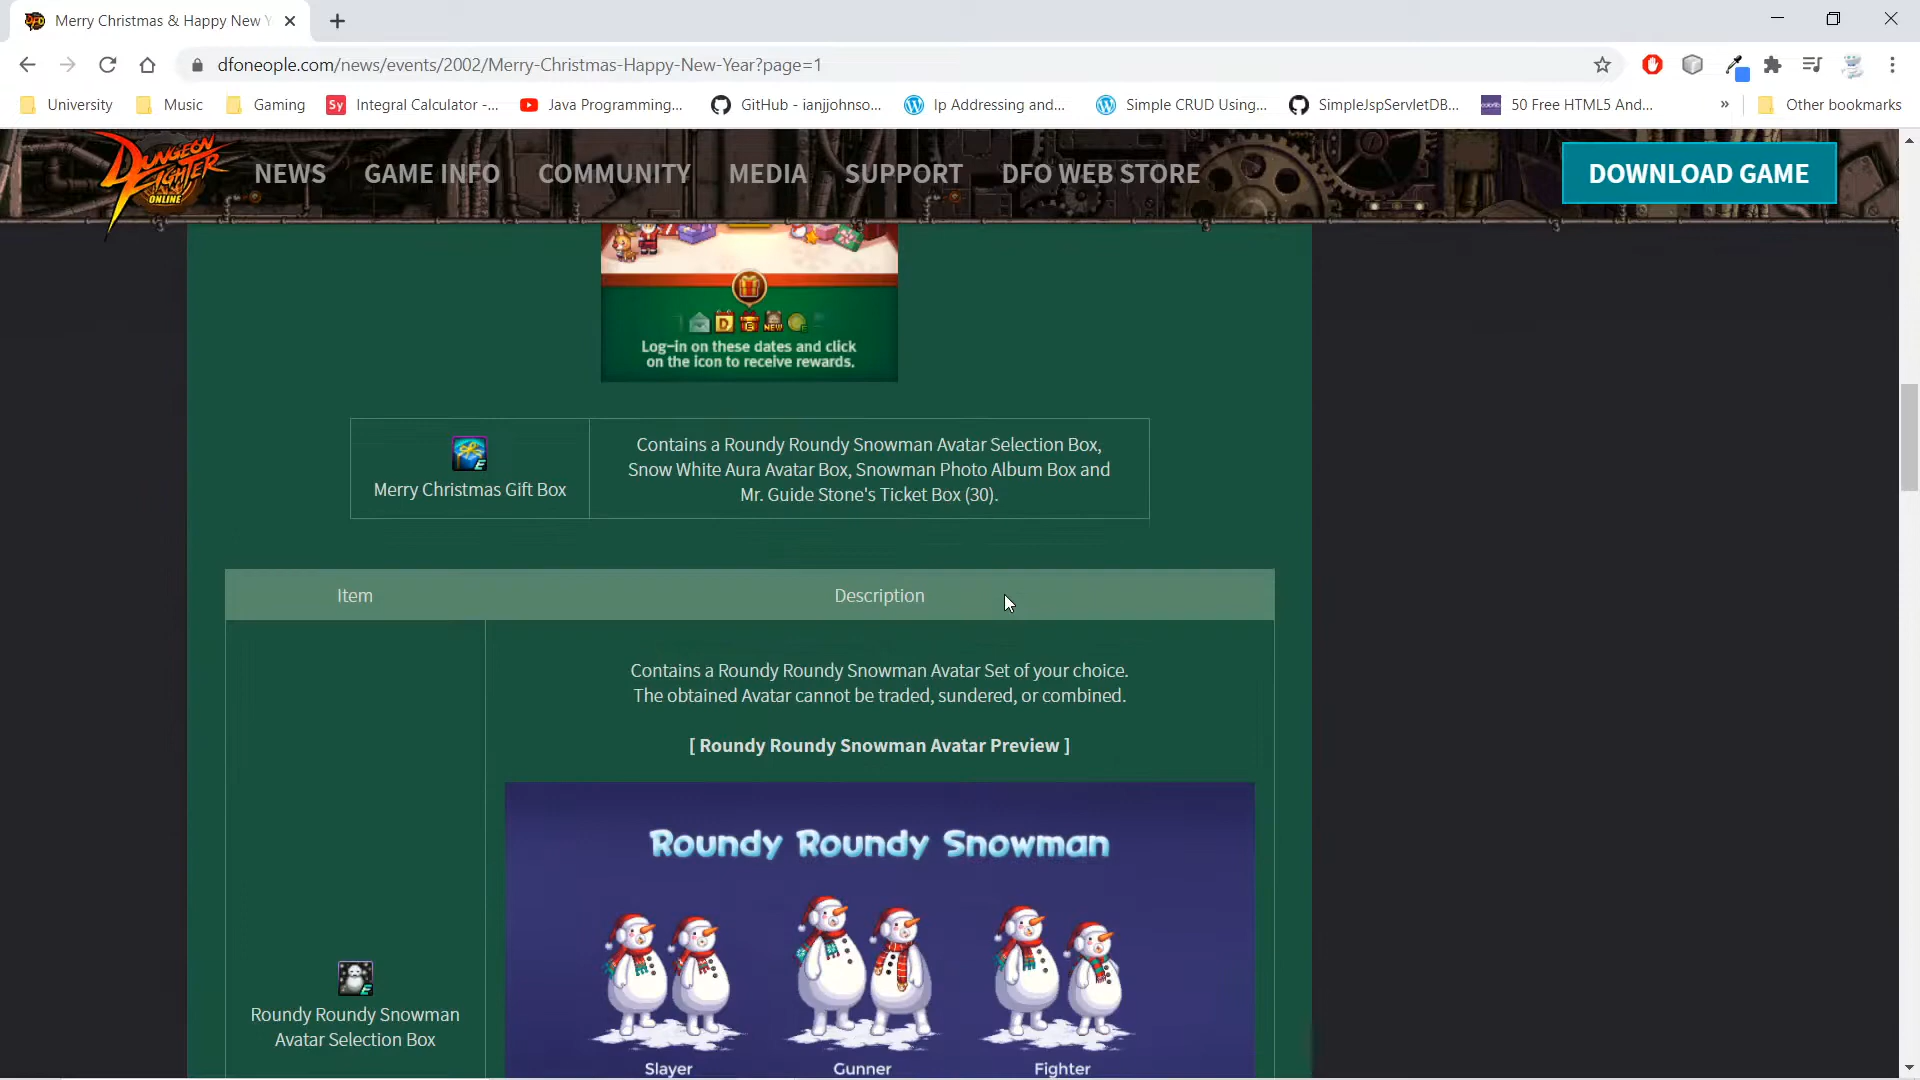 Merry Christmas & Happy New Y
dfoneople.com/news/events/2002/Merry-Christmas-Happy-New-Year?page=1
University
Music
Gaming
Sy
Integral Calculator -...
Java Programming...
GitHub - ianjjohnso...
Ip Addressing and...
Simple CRUD Using...
SimpleJspServletDB...
colorlib
50 Free HTML5 And...
»
Other bookmarks
DUNGEON FIGHTER ONLINE
NEWS
GAME INFO
COMMUNITY
MEDIA
SUPPORT
DFO WEB STORE
DOWNLOAD GAME
D
E
NEW
Log-in on these dates and click
on the icon to receive rewards.
E
Merry Christmas Gift Box
Contains a Roundy Roundy Snowman Avatar Selection Box,
Snow White Aura Avatar Box, Snowman Photo Album Box and
Mr. Guide Stone's Ticket Box (30).
Item
Description
Contains a Roundy Roundy Snowman Avatar Set of your choice.
The obtained Avatar cannot be traded, sundered, or combined.
[ Roundy Roundy Snowman Avatar Preview ]
Roundy Roundy Snowman
E
Roundy Roundy Snowman
Avatar Selection Box
Slayer
Gunner
Fighter